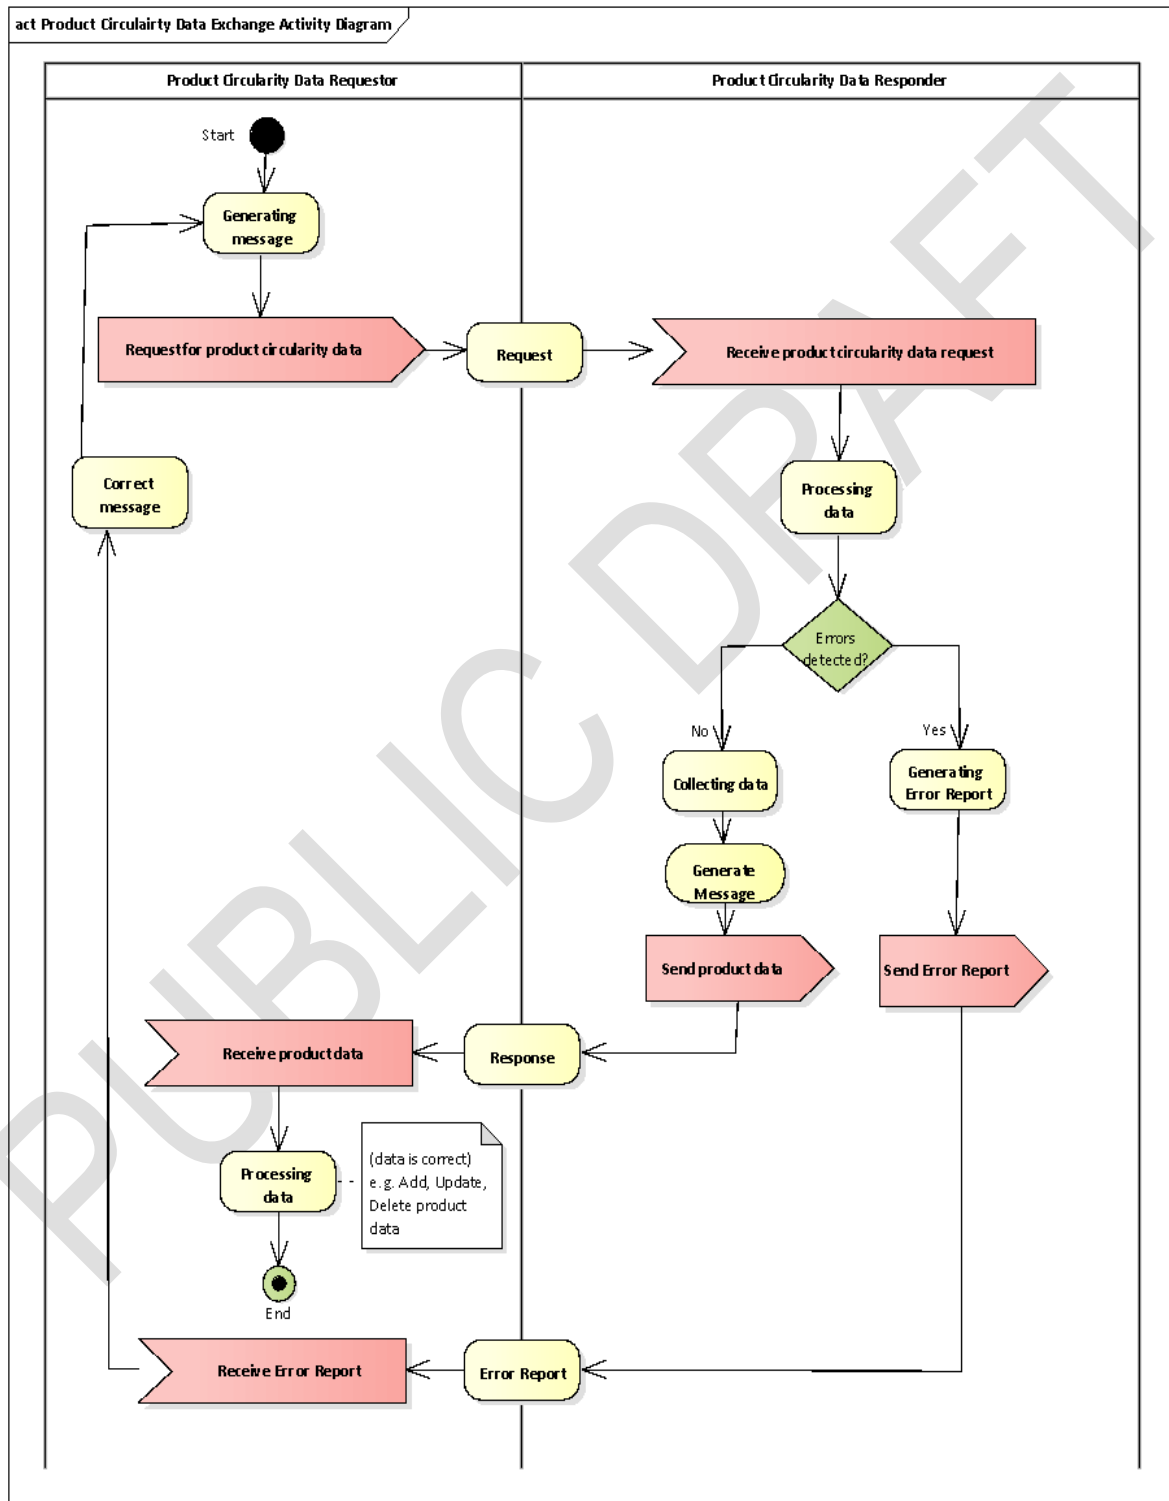 act Product Circulairty Data Exchange Activity Diagram
Product Circularity Data Requestor
Product Circularity Data Responder
Start
Generating
message
Request for product circularity data
Request
Receive product circularity data request
Correct
message
Processing
data
Errors
detected?
No
Yes
Collecting data
Generating
Error Report
Generate
Message
Send product data
Send Error Report
Receive product data
Response
Processing
data
(data is correct)
e.g. Add, Update,
Delete product
data
End
Receive Error Report
Error Report
PUBLIC DRAFT